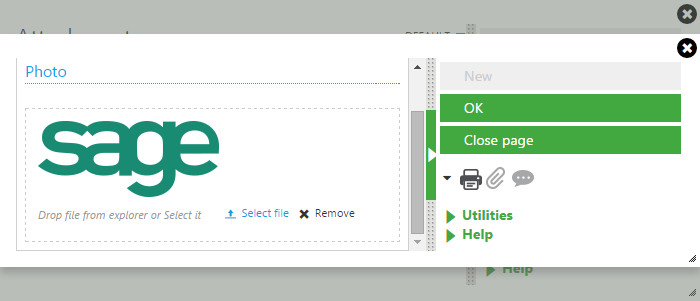 DEFAULT
Photo
sage
Drop file from explorer or Select it
Select file
Remove
New
OK
Close page
Utilities
Help
Help